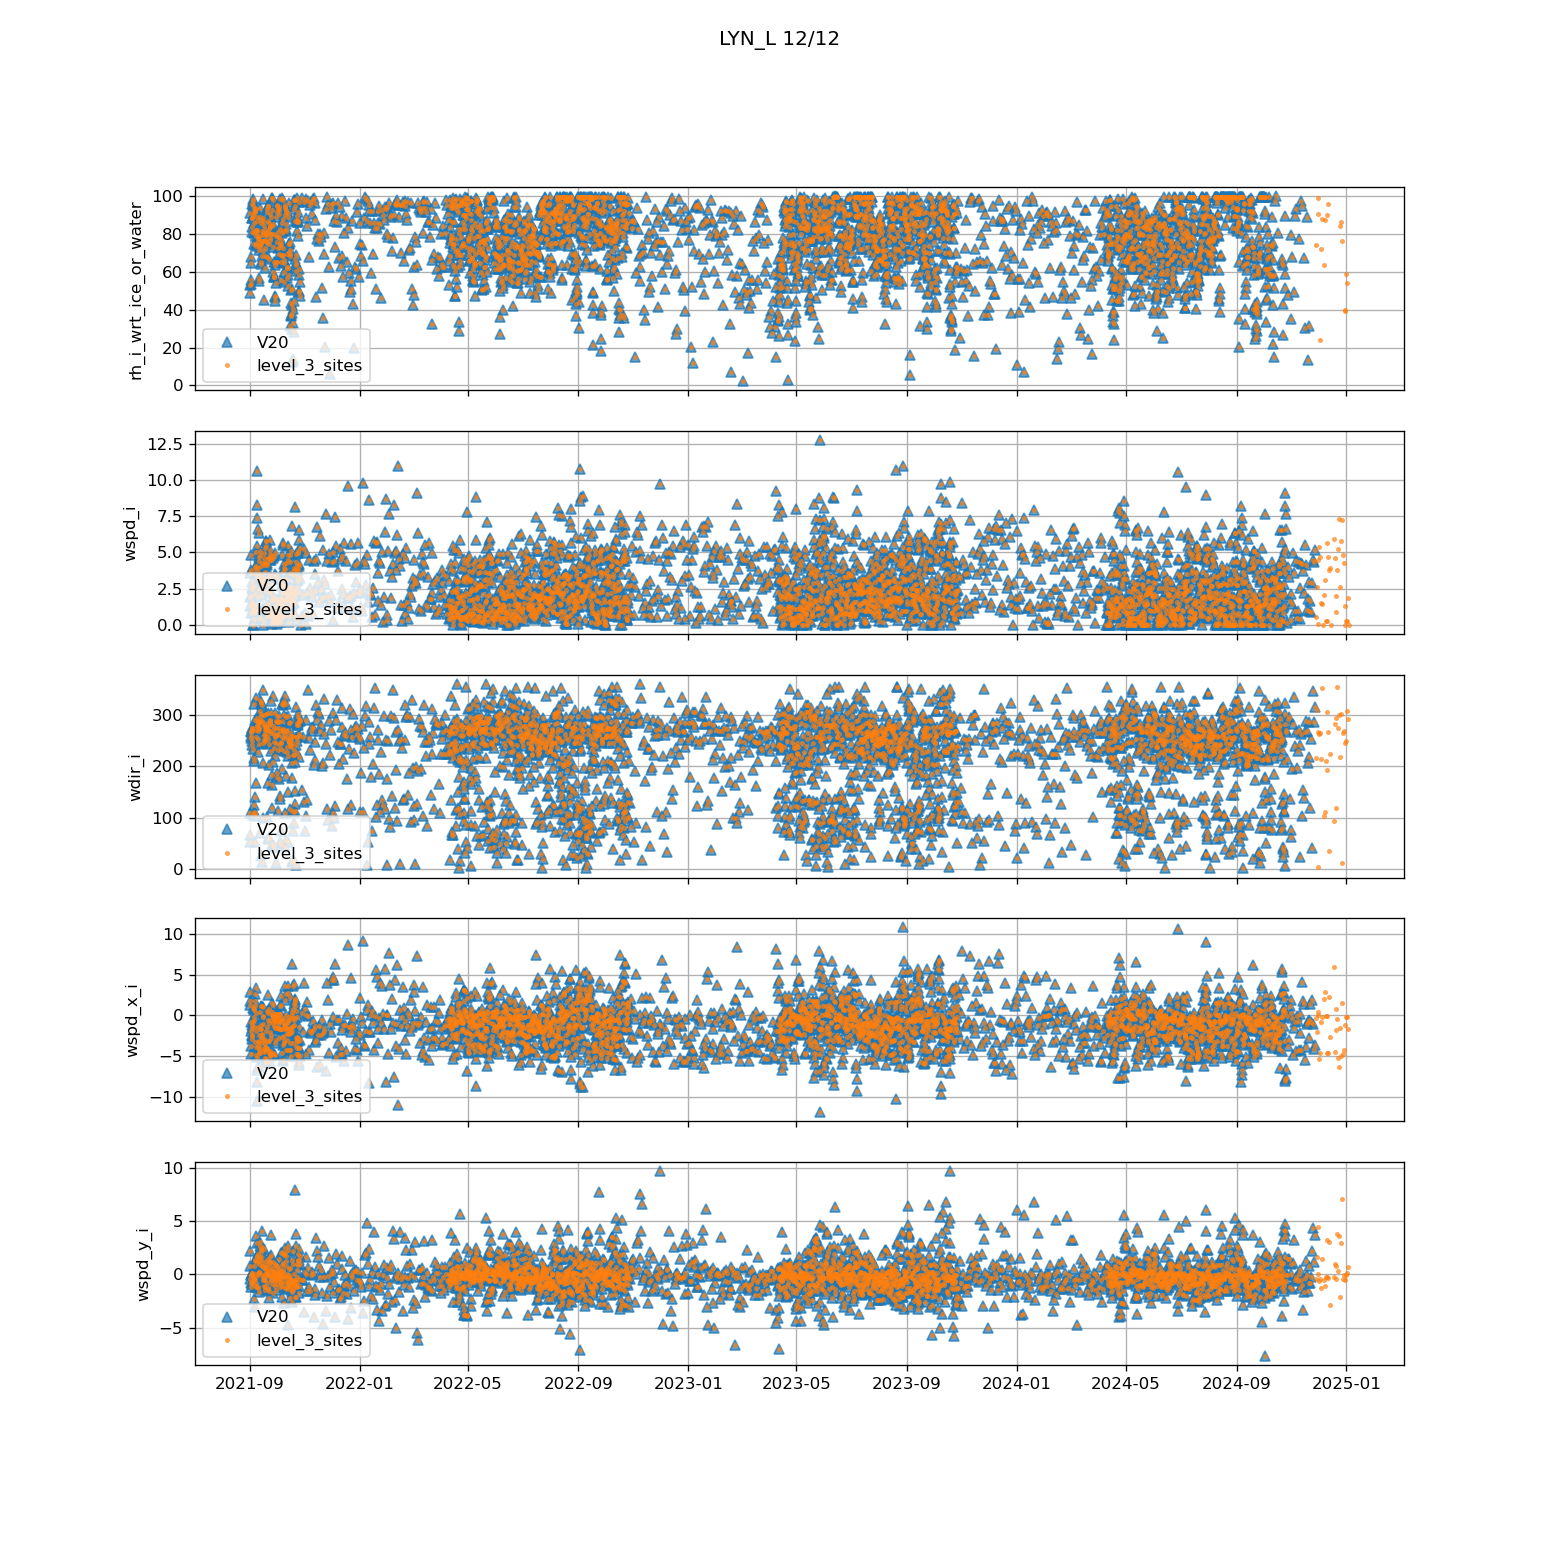 LYN_L 12/12
rh_i_wrt_ice_or_water
100
80
60
40
20
0
V20
level_3_sites
wspd_i
12.5
10.0
7.5
5.0
2.5
0.0
V20
level_3_sites
wdir_i
300
200
100
0
V20
level_3_sites
wspd_x_i
10
5
0
−5
−10
V20
level_3_sites
wspd_y_i
10
5
0
−5
V20
level_3_sites
2021-09 2022-01 2022-05 2022-09 2023-01 2023-05 2023-09 2024-01 2024-05 2024-09 2025-01